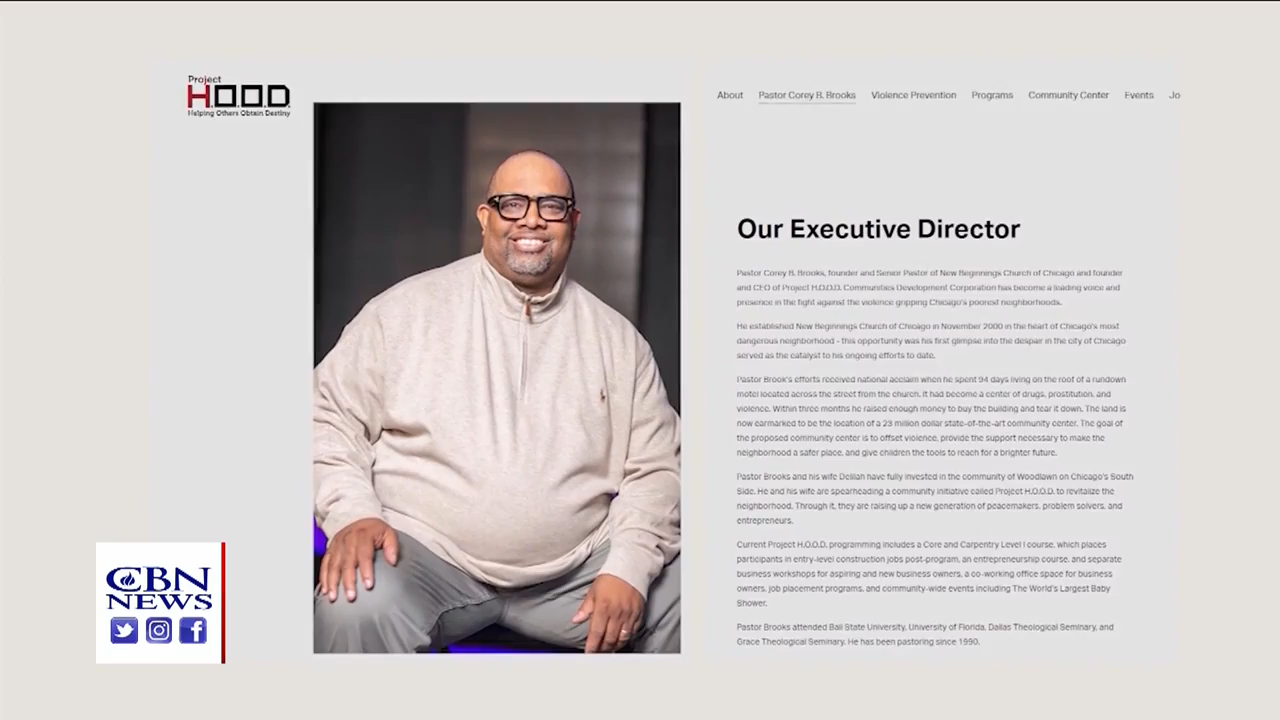 Project
H.O.O.D.
Helping Others Obtain Destiny
About Pastor Corey B. Brooks Violence Prevention Programs Community Center Events Jo
Our Executive Director
Pastor Corey B. Brooks, founder and Senior Pastor of New Beginnings Church of Chicago and founder
and CEO of Project H.O.O.D. Communities Development Corporation has become a leading voice and
presence in the fight against the violence gripping Chicago's poorest neighborhoods.
He established New Beginnings Church of Chicago in November 2000 in the heart of Chicago's most
dangerous neighborhood - this opportunity was his first glimpse into the despair in the city of Chicago
served as the catalyst to his ongoing efforts to date.
Pastor Brook's efforts received national acclaim when he spent 94 days living on the roof of a rundown
motel located across the street from the church. It had become a center of drugs, prostitution, and
violence. Within three months he raised enough money to buy the building and tear it down. The land is
now earmarked to be the location of a 23 million dollar state-of-the-art community center. The goal of
the proposed community center is to offset violence, provide the support necessary to make the
neighborhood a safer place, and give children the tools to reach for a brighter future.
Pastor Brooks and his wife Delilah have fully invested in the community of Woodlawn on Chicago's South
Side. He and his wife are spearheading a community initiative called Project H.O.O.D. to revitalize the
neighborhood. Through it, they are raising up a new generation of peacemakers, problem solvers, and
entrepreneurs.
Current Project H.O.O.D. programming includes a Core and Carpentry Level I course, which places
participants in entry-level construction jobs post-program, an entrepreneurship course, and separate
business workshops for aspiring and new business owners, a co-working office space for business
owners, job placement programs, and community-wide events including The World's Largest Baby
Shower.
Pastor Brooks attended Ball State University, University of Florida, Dallas Theological Seminary, and
Grace Theological Seminary. He has been pastoring since 1990.
CBN
NEWS